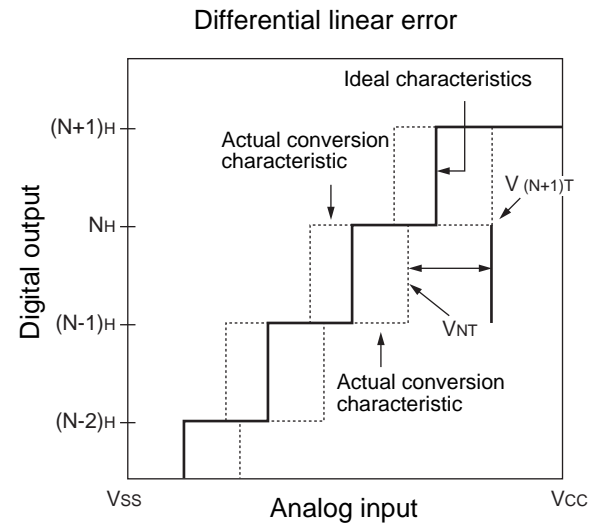 Differential linear error
Ideal characteristics
(N+1)H
Actual conversion
characteristic
V (N+1)T
NH
Digital output
(N-1)H
VNT
Actual conversion
characteristic
(N-2)H
VSS
Analog input
VCC